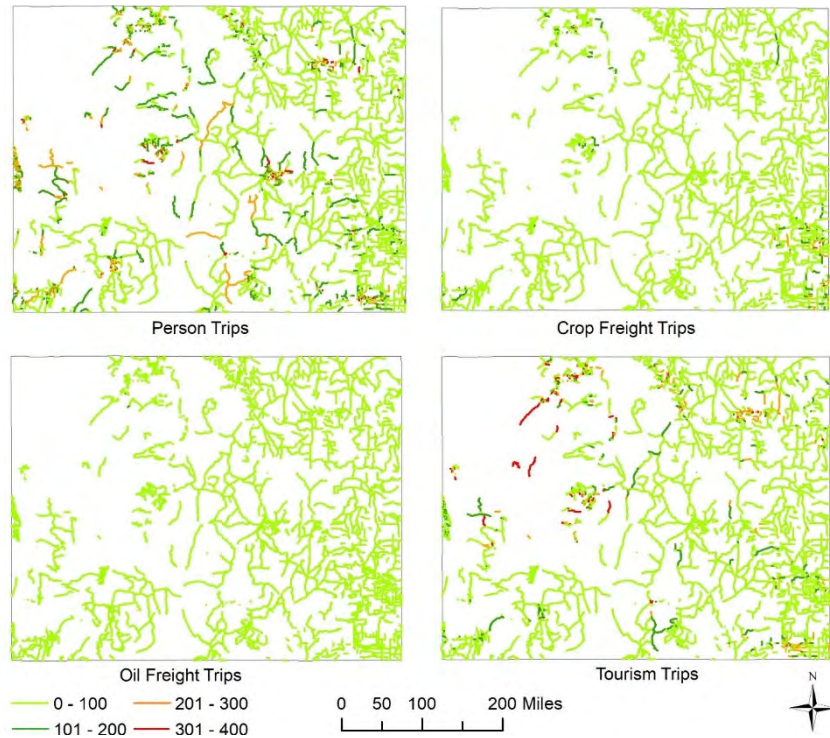 Person Trips
Crop Freight Trips
Oil Freight Trips
Tourism Trips
0 - 100
201 - 300
101 - 200
301 - 400
0 50 100 200 Miles
N